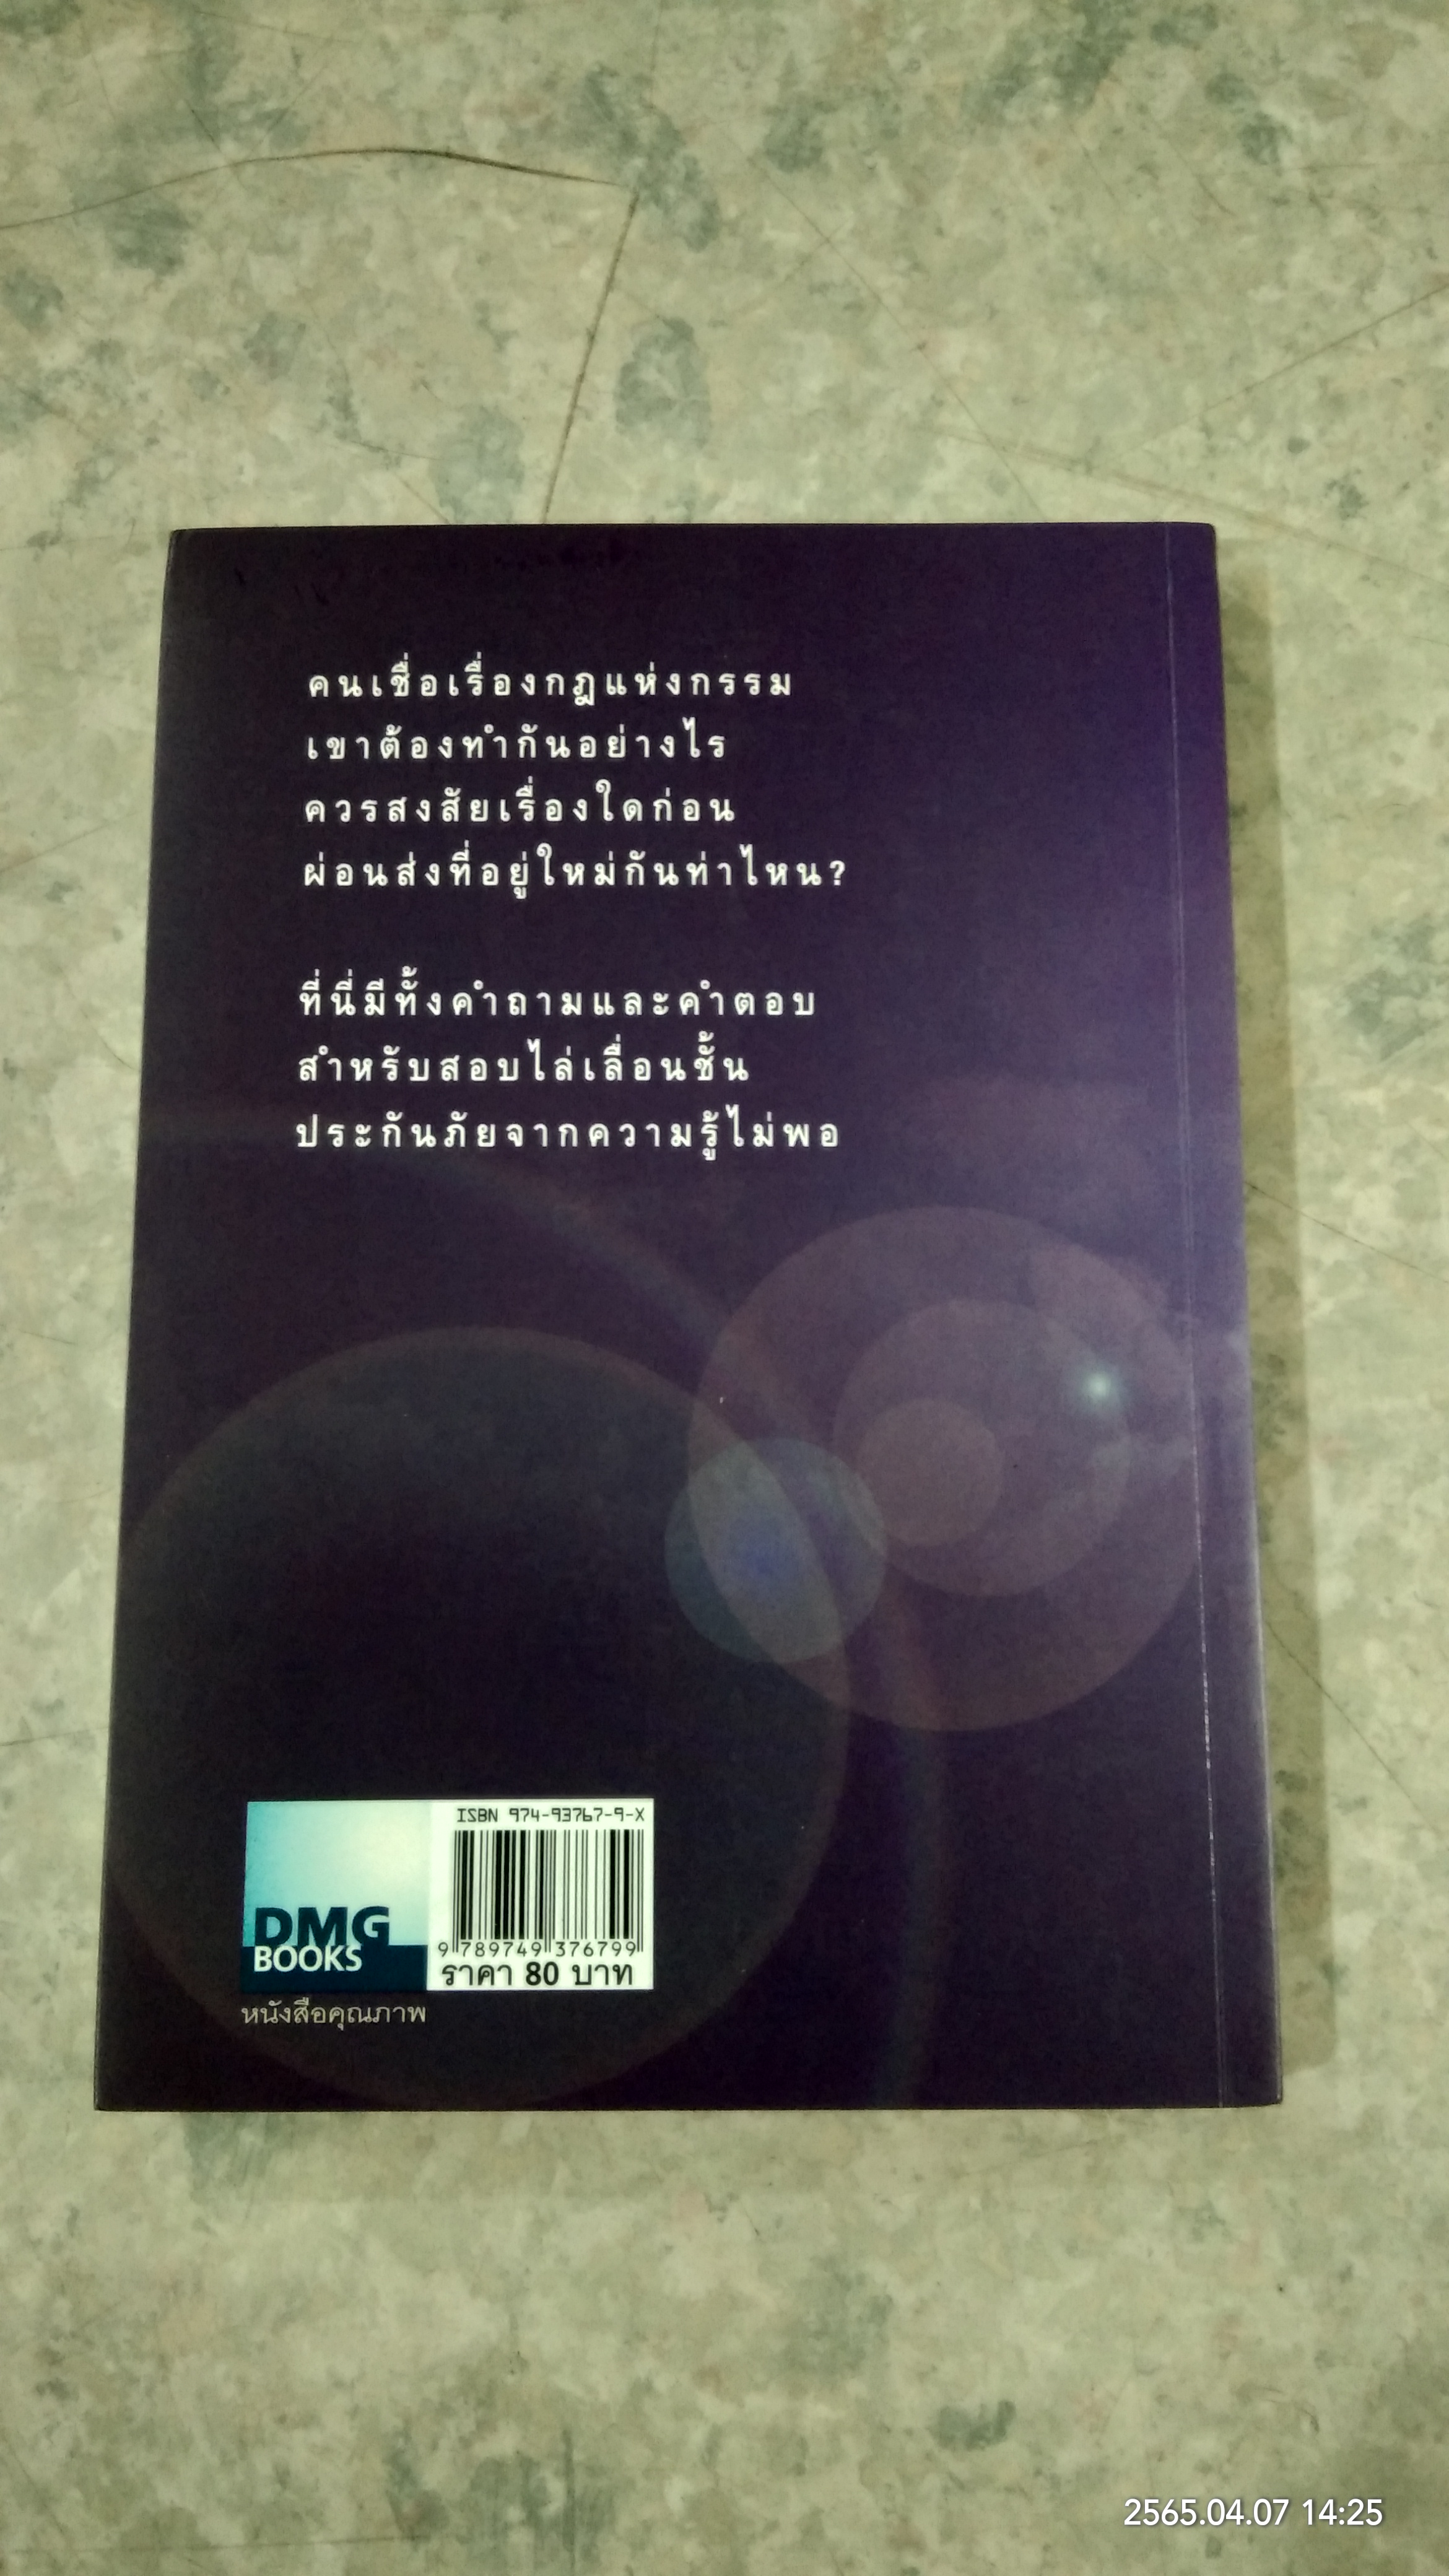 คนเชื่อเรื่องกฎแห่งกรรม
เขาต้องทำกันอย่างไร
ควรสงสัยเรื่องใดก่อน
ผ่อนส่งที่อยู่ใหม่กันท่าไหน?
ที่นี่มีทั้งคำถามและคำตอบ
สำหรับสอบไล่เลื่อนชั้น
ประกันภัยจากความรู้ไม่พอ
ISBN 974-93767-9-X
DMG
BOOKS
9 789749 376799
ราคา 80 บาท
หนังสือคุณภาพ
2565.04.07 14:25